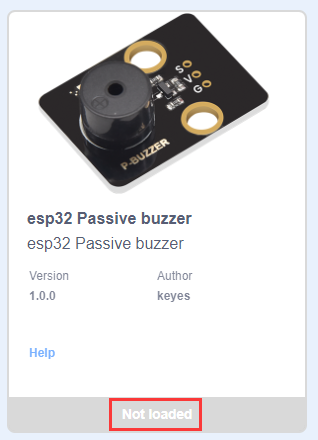 S
V
G
P-BUZZER
esp32 Passive buzzer
esp32 Passive buzzer
Version Author
1.0.0 keyes
Help
Not loaded